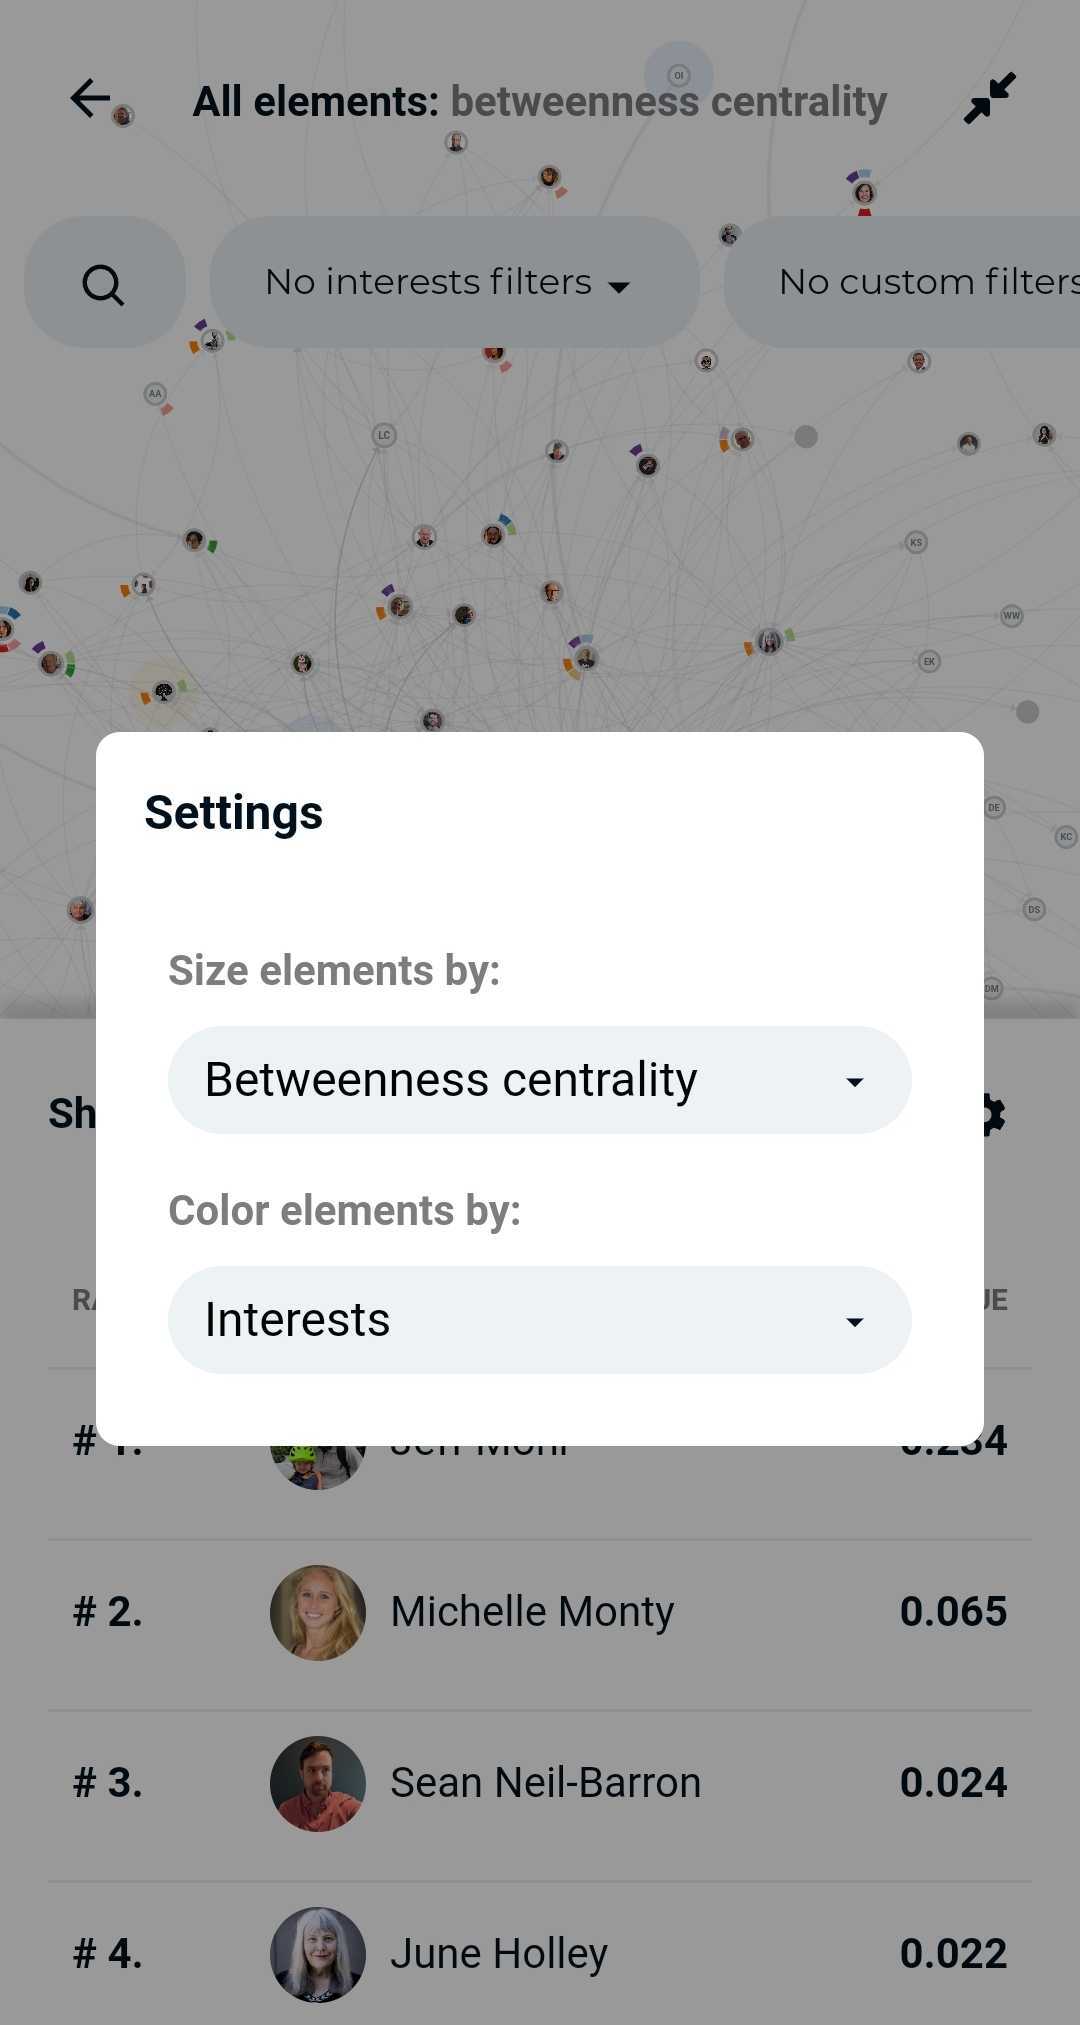 OI
All elements: betweenness centrality
No interests filters
No custom filters
AA
LC
KS
WW
EK
Settings
DE
KC
DS
Size elements by:
DM
Betweenness centrality
Sh
Color elements by:
RA
UE
Interests
# 1.
0.234
# 2. Michelle Monty 0.065
# 3. Sean Neil-Barron 0.024
# 4. June Holley 0.022